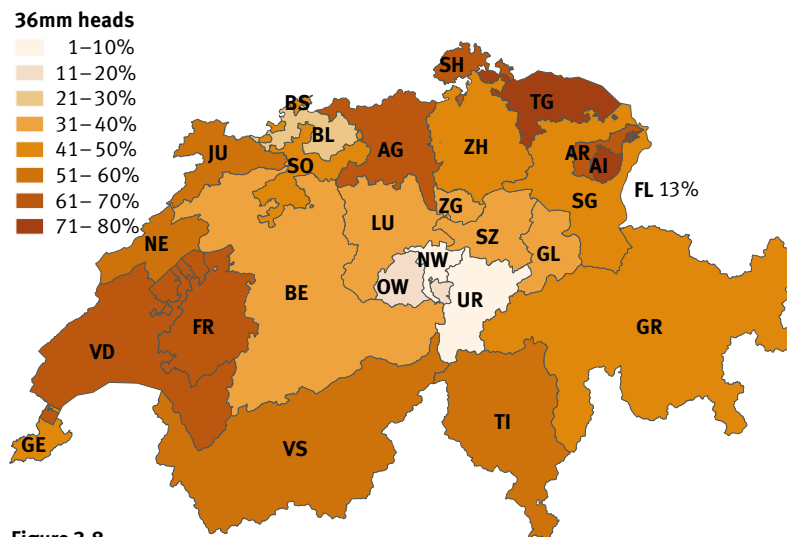 36mm heads
1–10%
11–20%
21–30%
31–40%
41–50%
51–60%
61–70%
71–80%
SH
TG
BS
BL
AG
ZH
AR
AI
JU
SO
FL 13%
SG
ZG
LU
SZ
NE
NW
GL
OW
UR
BE
FR
GR
VD
TI
GE
VS